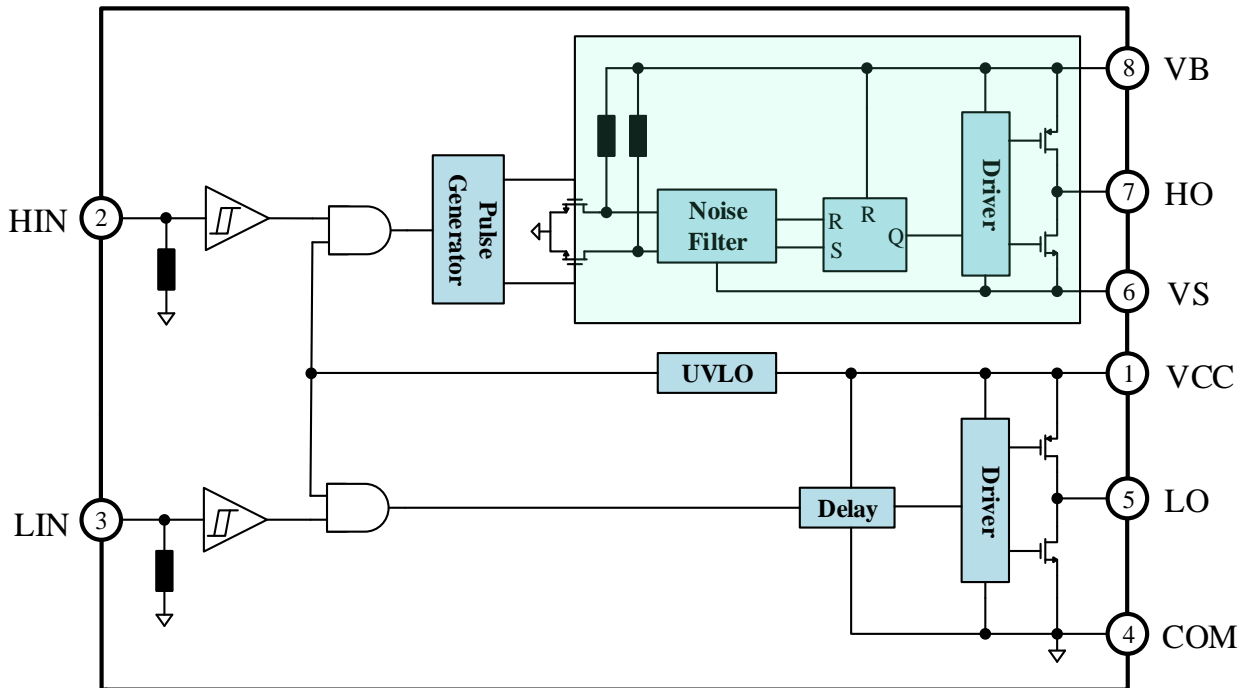 8 VB
HIN 2
Pulse
Generator
Noise
Filter
R
S
R
Q
Driver
7 HO
6 VS
UVLO
1 VCC
LIN 3
Delay
Driver
5 LO
4 COM